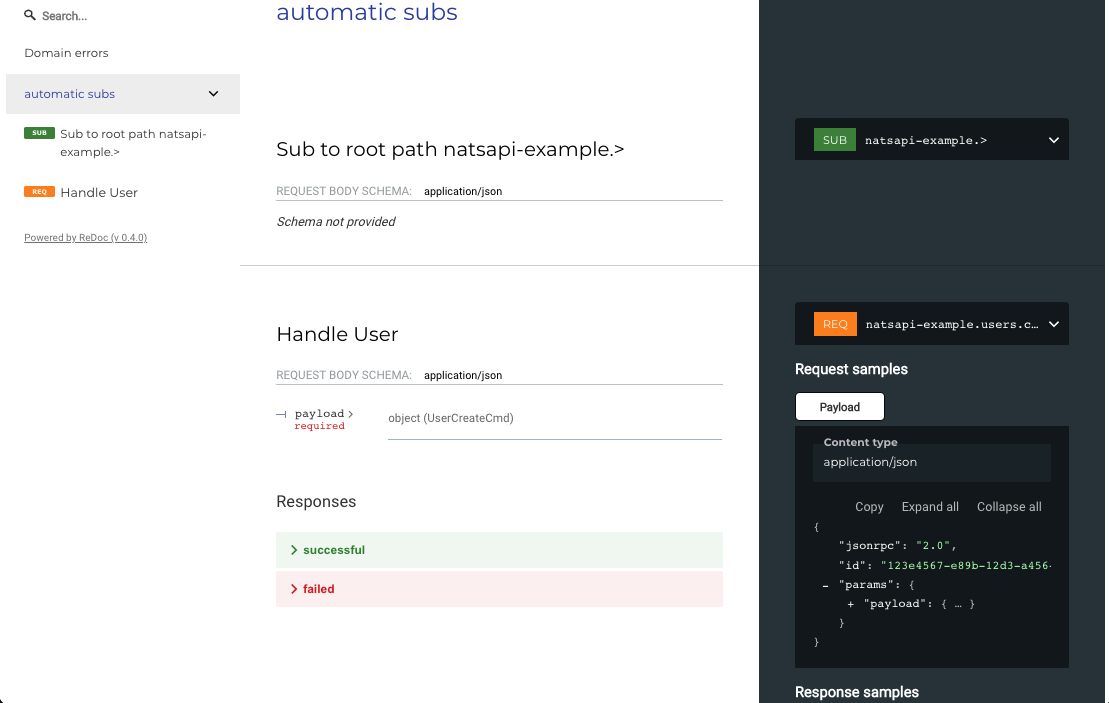 Search...
Domain errors
automatic subs
SUB Sub to root path natsapi-
example.>
REQ Handle User
Powered by ReDoc (v 0.4.0)
automatic subs
Sub to root path natsapi-example.>
REQUEST BODY SCHEMA: application/json
Schema not provided
Handle User
REQUEST BODY SCHEMA: application/json
payload > object (UserCreateCmd)
required
Responses
> successful
> failed
SUB natsapi-example.>
REQ natsapi-example.users.c…
Request samples
Payload
Content type
application/json
Copy Expand all Collapse all
{
"jsonrpc": "2.0",
"id": "123e4567-e89b-12d3-a456-
- "params": {
+ "payload": { … }
}
}
Response samples